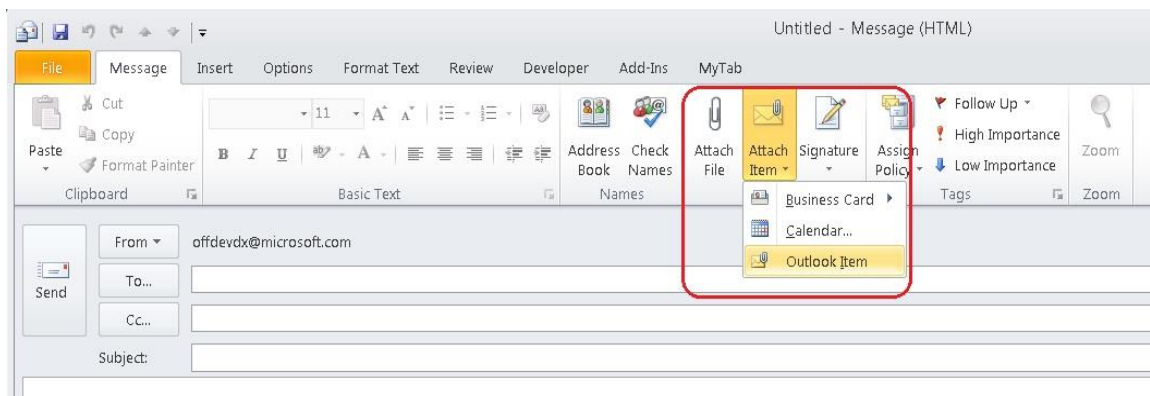 Untitled - Message (HTML)
File Message Insert Options Format Text Review Developer Add-Ins MyTab
Cut
Copy
Format Painter
Paste
11
B I U
Address Book
Check Names
Attach File
Attach Item
Signature
Assign Policy
Follow Up
High Importance
Low Importance
Zoom
Clipboard Basic Text Names Tags Zoom
Business Card
Calendar...
Outlook Item
Send
From offdevdx@microsoft.com
To...
Cc...
Subject: